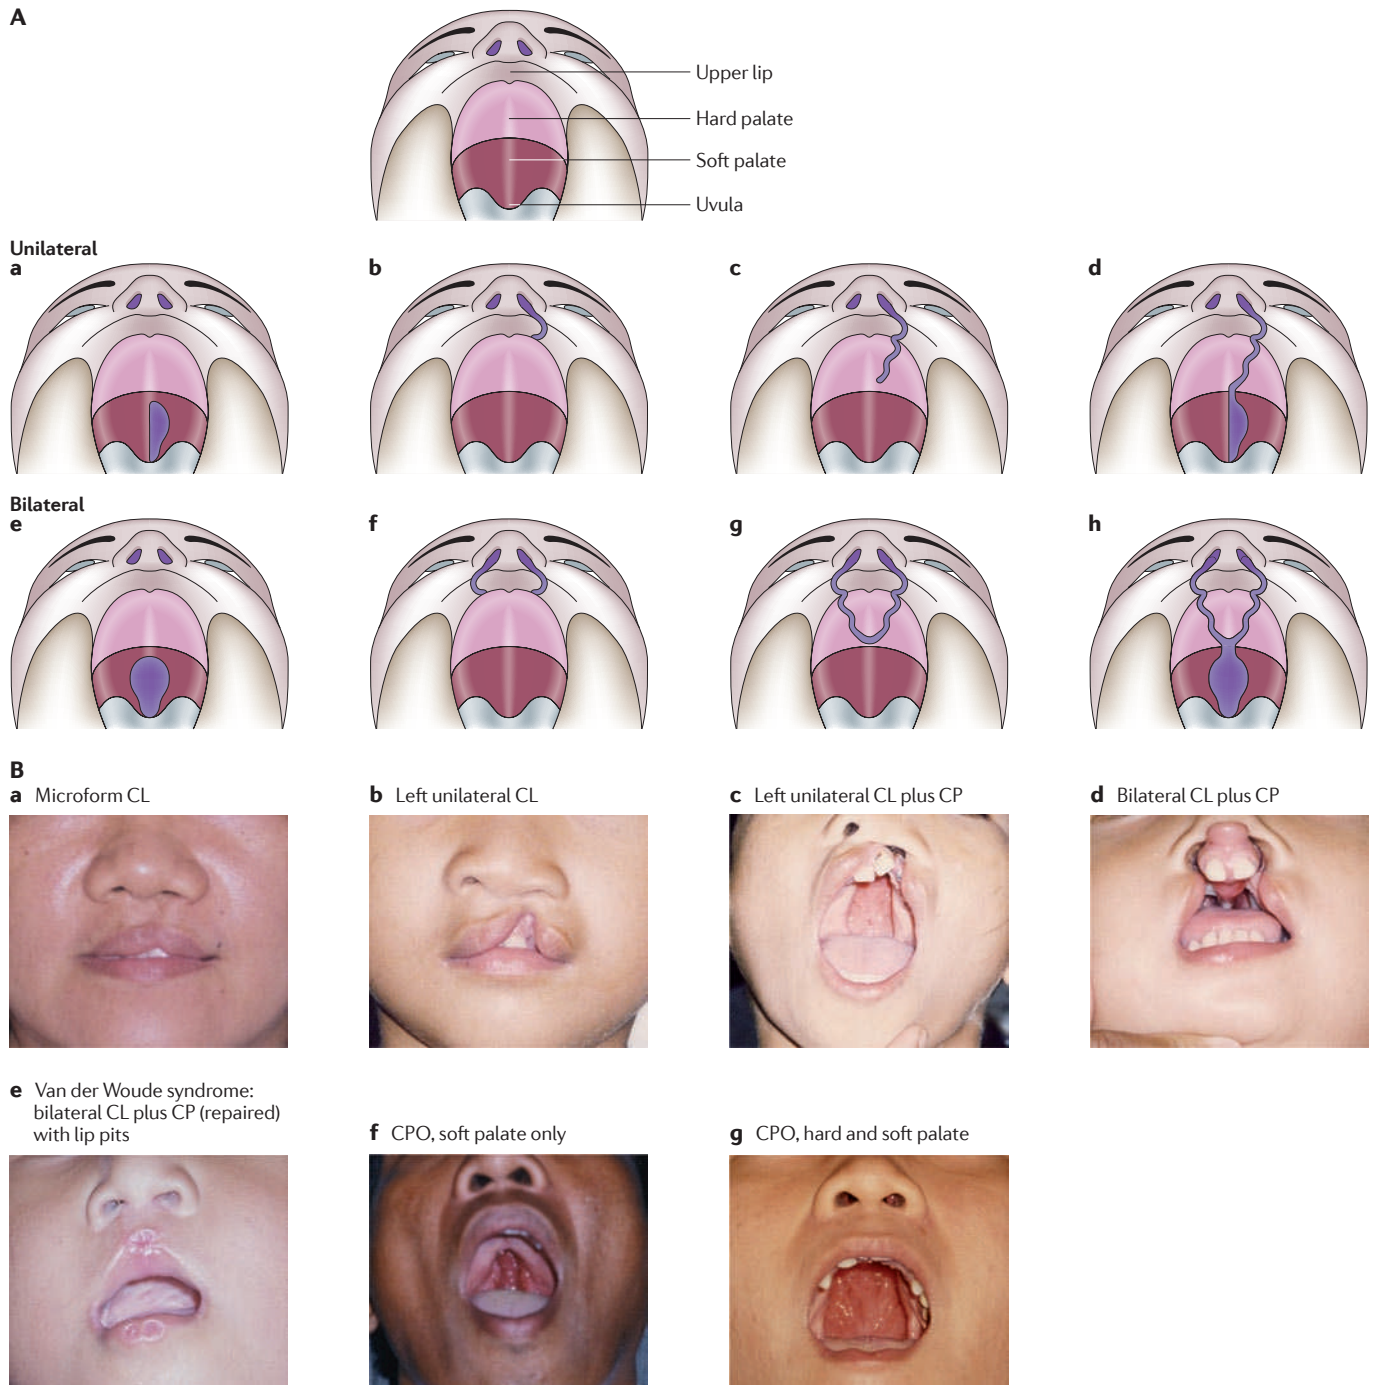 A
Upper lip
Hard palate
Soft palate
Uvula
Unilateral
a
b
c
d
Bilateral
e
f
g
h
B
a Microform CL
b Left unilateral CL
c Left unilateral CL plus CP
d Bilateral CL plus CP
e Van der Woude syndrome:
bilateral CL plus CP (repaired)
with lip pits
f CPO, soft palate only
g CPO, hard and soft palate